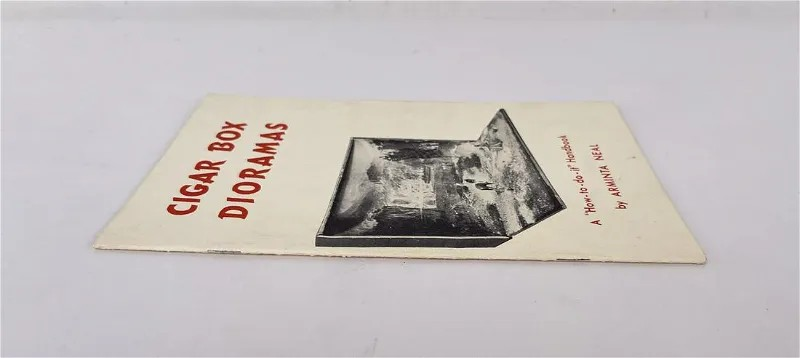 CIGAR BOX
DIORAMAS
A "How-to-do-it" Handbook
by ARMINTA NEAL